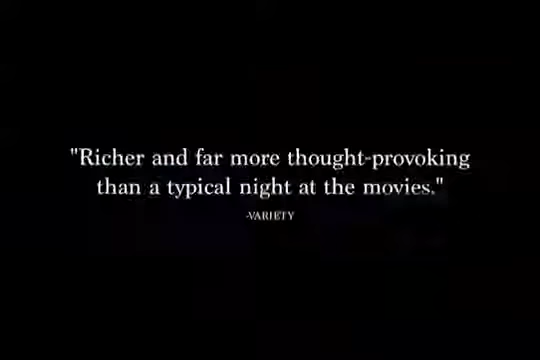 "Richer and far more thought-provoking
than a typical night at the movies."
-VARIETY